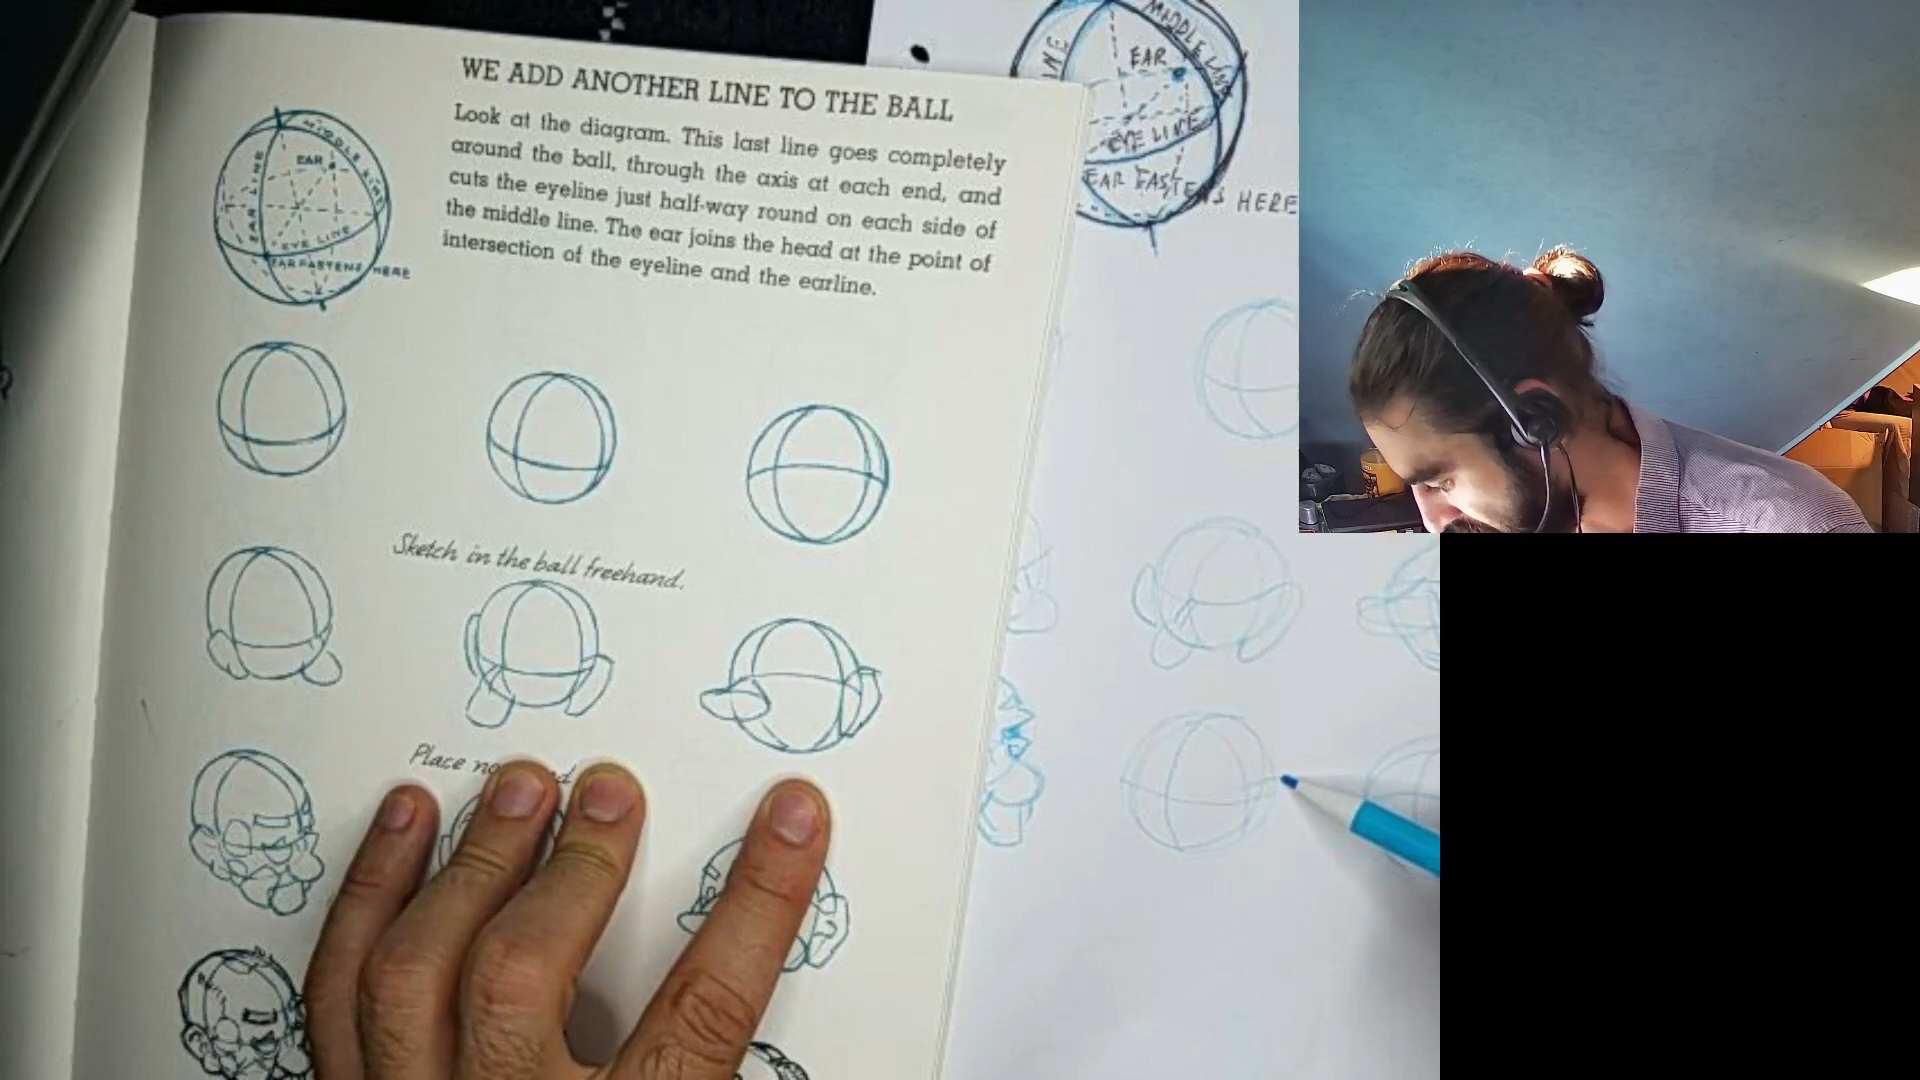 WE ADD ANOTHER LINE TO THE BALL
Look at the diagram. This last line goes completely
around the ball, through the axis at each end, and
cuts the eyeline just half-way round on each side of
the middle line. The ear joins the head at the point of
intersection of the eyeline and the earline.
MIDDLE LINE
EAR
EAR LINE
EYE LINE
EAR FASTENS HERE
Sketch in the ball freehand.
Place
MIDDLE LINE
EAR
EYE LINE
EAR FASTENS HERE